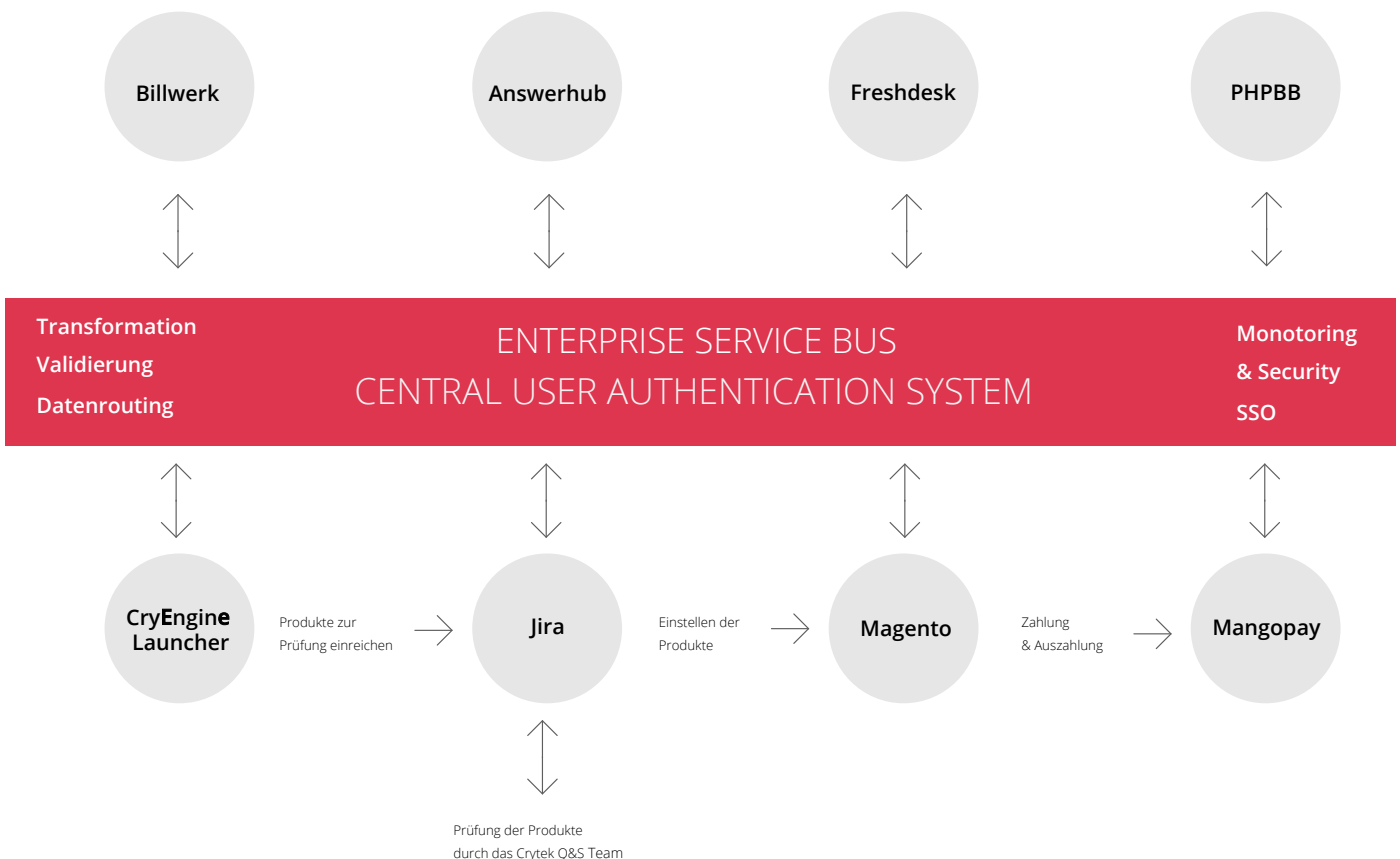 Billwerk
Answerhub
Freshdesk
PHPBB
Transformation
Validierung
Datenrouting
ENTERPRISE SERVICE BUS
CENTRAL USER AUTHENTICATION SYSTEM
Monotoring
& Security
SSO
CryEngine
Launcher
Produkte zur
Prüfung einreichen
Jira
Einstellen der
Produkte
Magento
Zahlung
& Auszahlung
Mangopay
Prüfung der Produkte
durch das Crytek Q&S Team